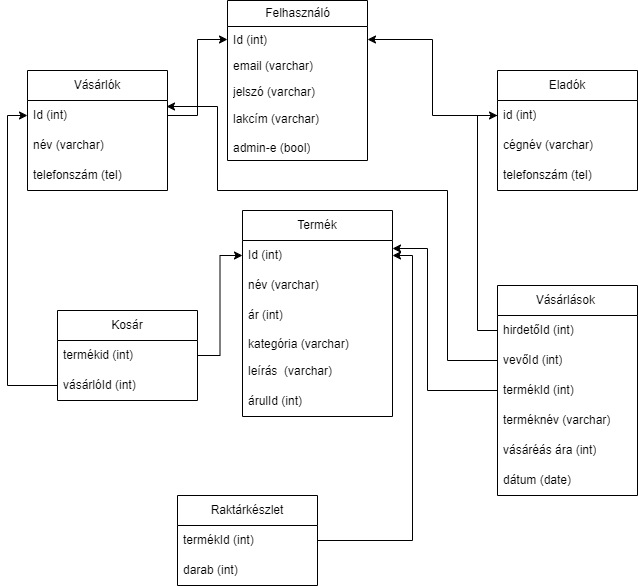 Felhasználó
Id (int)
email (varchar)
jelszó (varchar)
lakcím (varchar)
admin-e (bool)
Vásárlók
Id (int)
név (varchar)
telefonszám (tel)
Eladók
id (int)
cégnév (varchar)
telefonszám (tel)
Termék
Id (int)
név (varchar)
ár (int)
kategória (varchar)
leírás (varchar)
árulId (int)
Kosár
termékid (int)
vásárlóId (int)
Vásárlások
hirdetőId (int)
vevőId (int)
termékId (int)
terméknév (varchar)
vásáréás ára (int)
dátum (date)
Raktárkészlet
termékId (int)
darab (int)